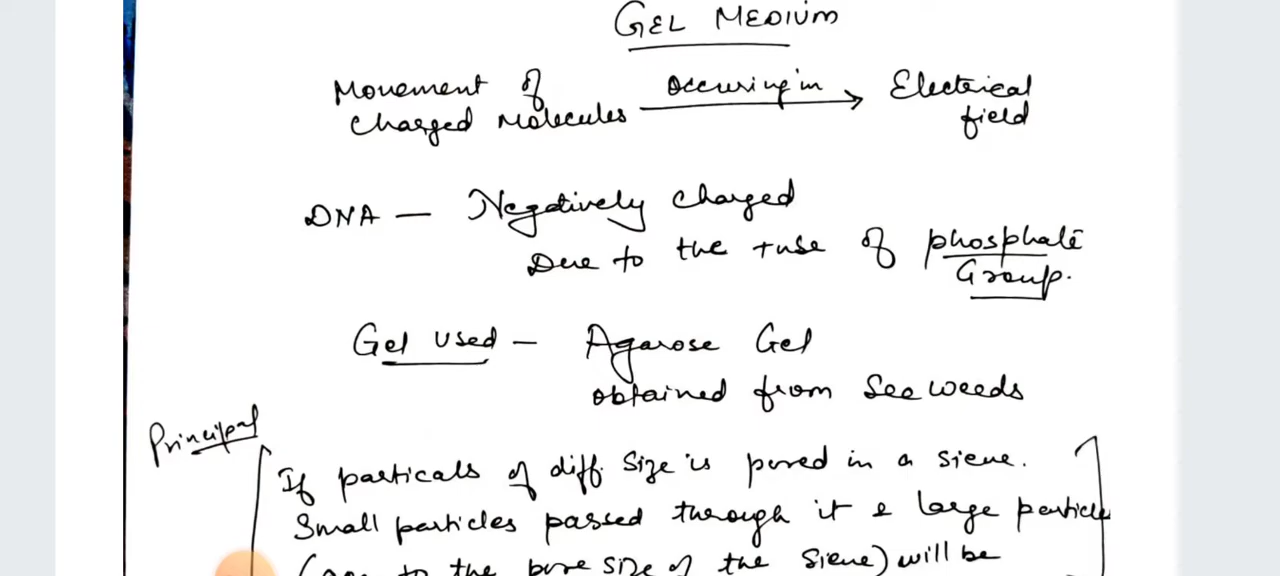 GEL MEDIUM
Movement of occuring in Electrical
charged Molecules field
DNA — Negatively charged
Due to the +nse of phosphate
Group.
Gel used — Agarose Gel
obtained from See weeds
Principal
If particals of diff. size is pored in a sieve.
Small particles passed through it & large particle
(acc to the pore size of the sieve) will be